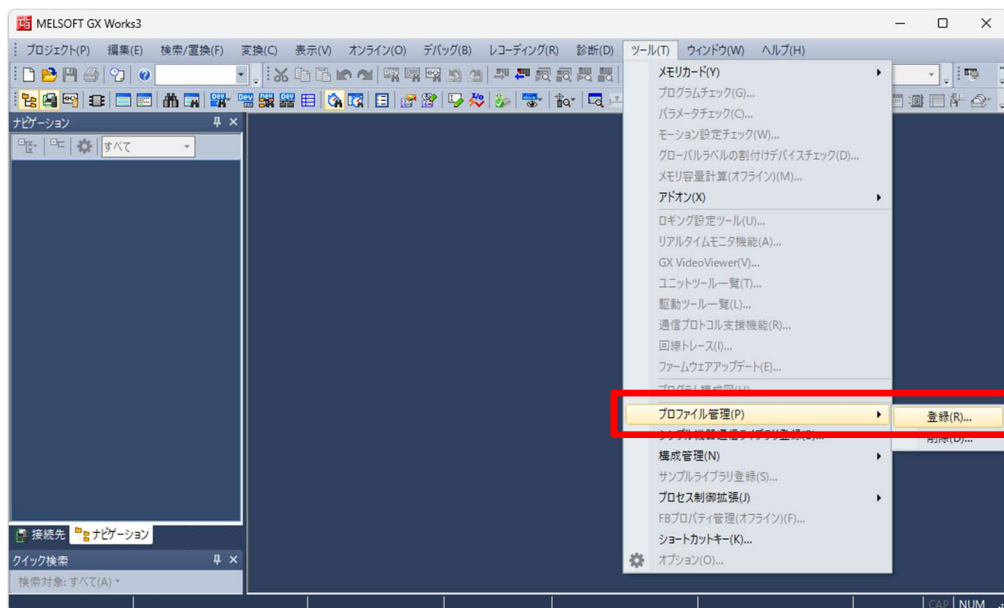 MELSOFT GX Works3
プロジェクト(P) 編集(E) 検索/置換(F) 変換(C) 表示(V) オンライン(O) デバッグ(B) レコーディング(R) 診断(D) ツール(T) ウィンドウ(W) ヘルプ(H)
ナビゲーション
すべて
メモリカード(Y)
プログラムチェック(G)...
パラメータチェック(C)...
モーション設定チェック(W)...
グローバルラベルの割付けデバイスチェック(D)...
メモリ容量計算(オフライン)(M)...
アドオン(X)
ロギング設定ツール(U)...
リアルタイムモニタ機能(A)...
GX VideoViewer(V)...
ユニットツール一覧(T)...
駆動ツール一覧(L)...
通信プロトコル支援機能(R)...
回線トレース(I)...
ファームウェアアップデート(E)...
プロファイル管理(P)
登録(R)...
削除(D)...
構成管理(N)
サンプルライブラリ登録(S)...
プロセス制御拡張(J)
FBプロパティ管理(オフライン)(F)...
ショートカットキー(K)...
オプション(O)...
接続先 ナビゲーション
クイック検索
検索対象: すべて(A)
CAP NUM